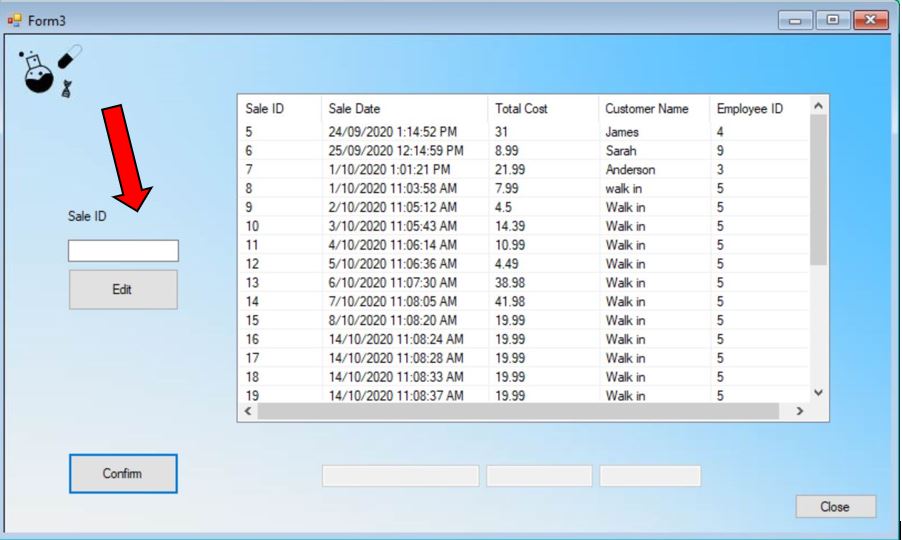 Form3
Sale ID Sale Date Total Cost Customer Name Employee ID
5 24/09/2020 1:14:52 PM 31 James 4
6 25/09/2020 12:14:59 PM 8.99 Sarah 9
7 1/10/2020 1:01:21 PM 21.99 Anderson 3
8 1/10/2020 11:03:58 AM 7.99 walk in 5
9 2/10/2020 11:05:12 AM 4.5 Walk in 5
10 3/10/2020 11:05:43 AM 14.39 Walk in 5
11 4/10/2020 11:06:14 AM 10.99 Walk in 5
12 5/10/2020 11:06:36 AM 4.49 Walk in 5
13 6/10/2020 11:07:30 AM 38.98 Walk in 5
14 7/10/2020 11:08:05 AM 41.98 Walk in 5
15 8/10/2020 11:08:20 AM 19.99 Walk in 5
16 14/10/2020 11:08:24 AM 19.99 Walk in 5
17 14/10/2020 11:08:28 AM 19.99 Walk in 5
18 14/10/2020 11:08:33 AM 19.99 Walk in 5
19 14/10/2020 11:08:37 AM 19.99 Walk in 5
Sale ID
Edit
Confirm
Close